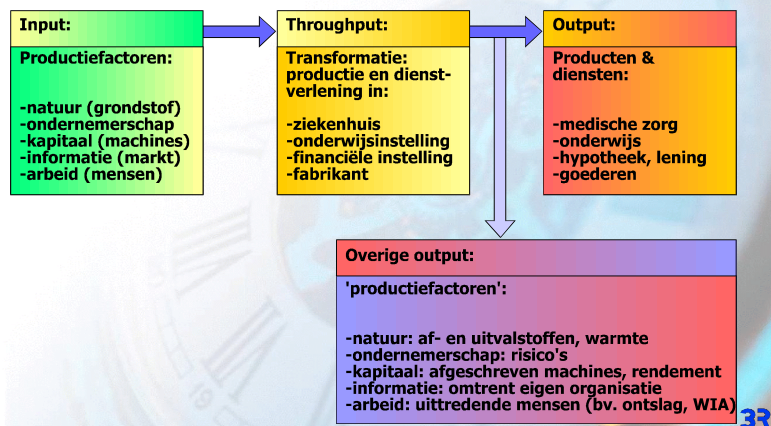 Input:
Productiefactoren:
-natuur (grondstof)
-ondernemerschap
-kapitaal (machines)
-informatie (markt)
-arbeid (mensen)
Throughput:
Transformatie:
productie en dienst-
verlening in:
-ziekenhuis
-onderwijsinstelling
-financiële instelling
-fabrikant
Output:
Producten &
diensten:
-medische zorg
-onderwijs
-hypotheek, lening
-goederen
Overige output:
'productiefactoren':
-natuur: af- en uitvalstoffen, warmte
-ondernemerschap: risico's
-kapitaal: afgeschreven machines, rendement
-informatie: omtrent eigen organisatie
-arbeid: uittredende mensen (bv. ontslag, WIA)